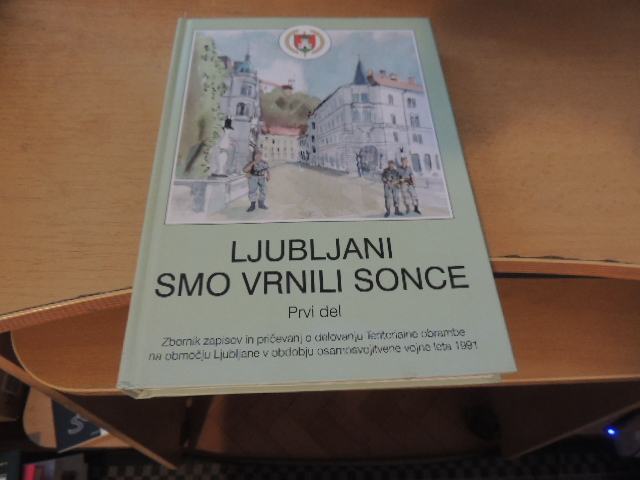 LJUBLJANI
SMO VRNILI SONCE
Prvi del
Zbornik zapisov in pričevanj o delovanju Teritorialne obrambe
na območju Ljubljane v obdobju osamosvojitvene vojne leta 1991
5